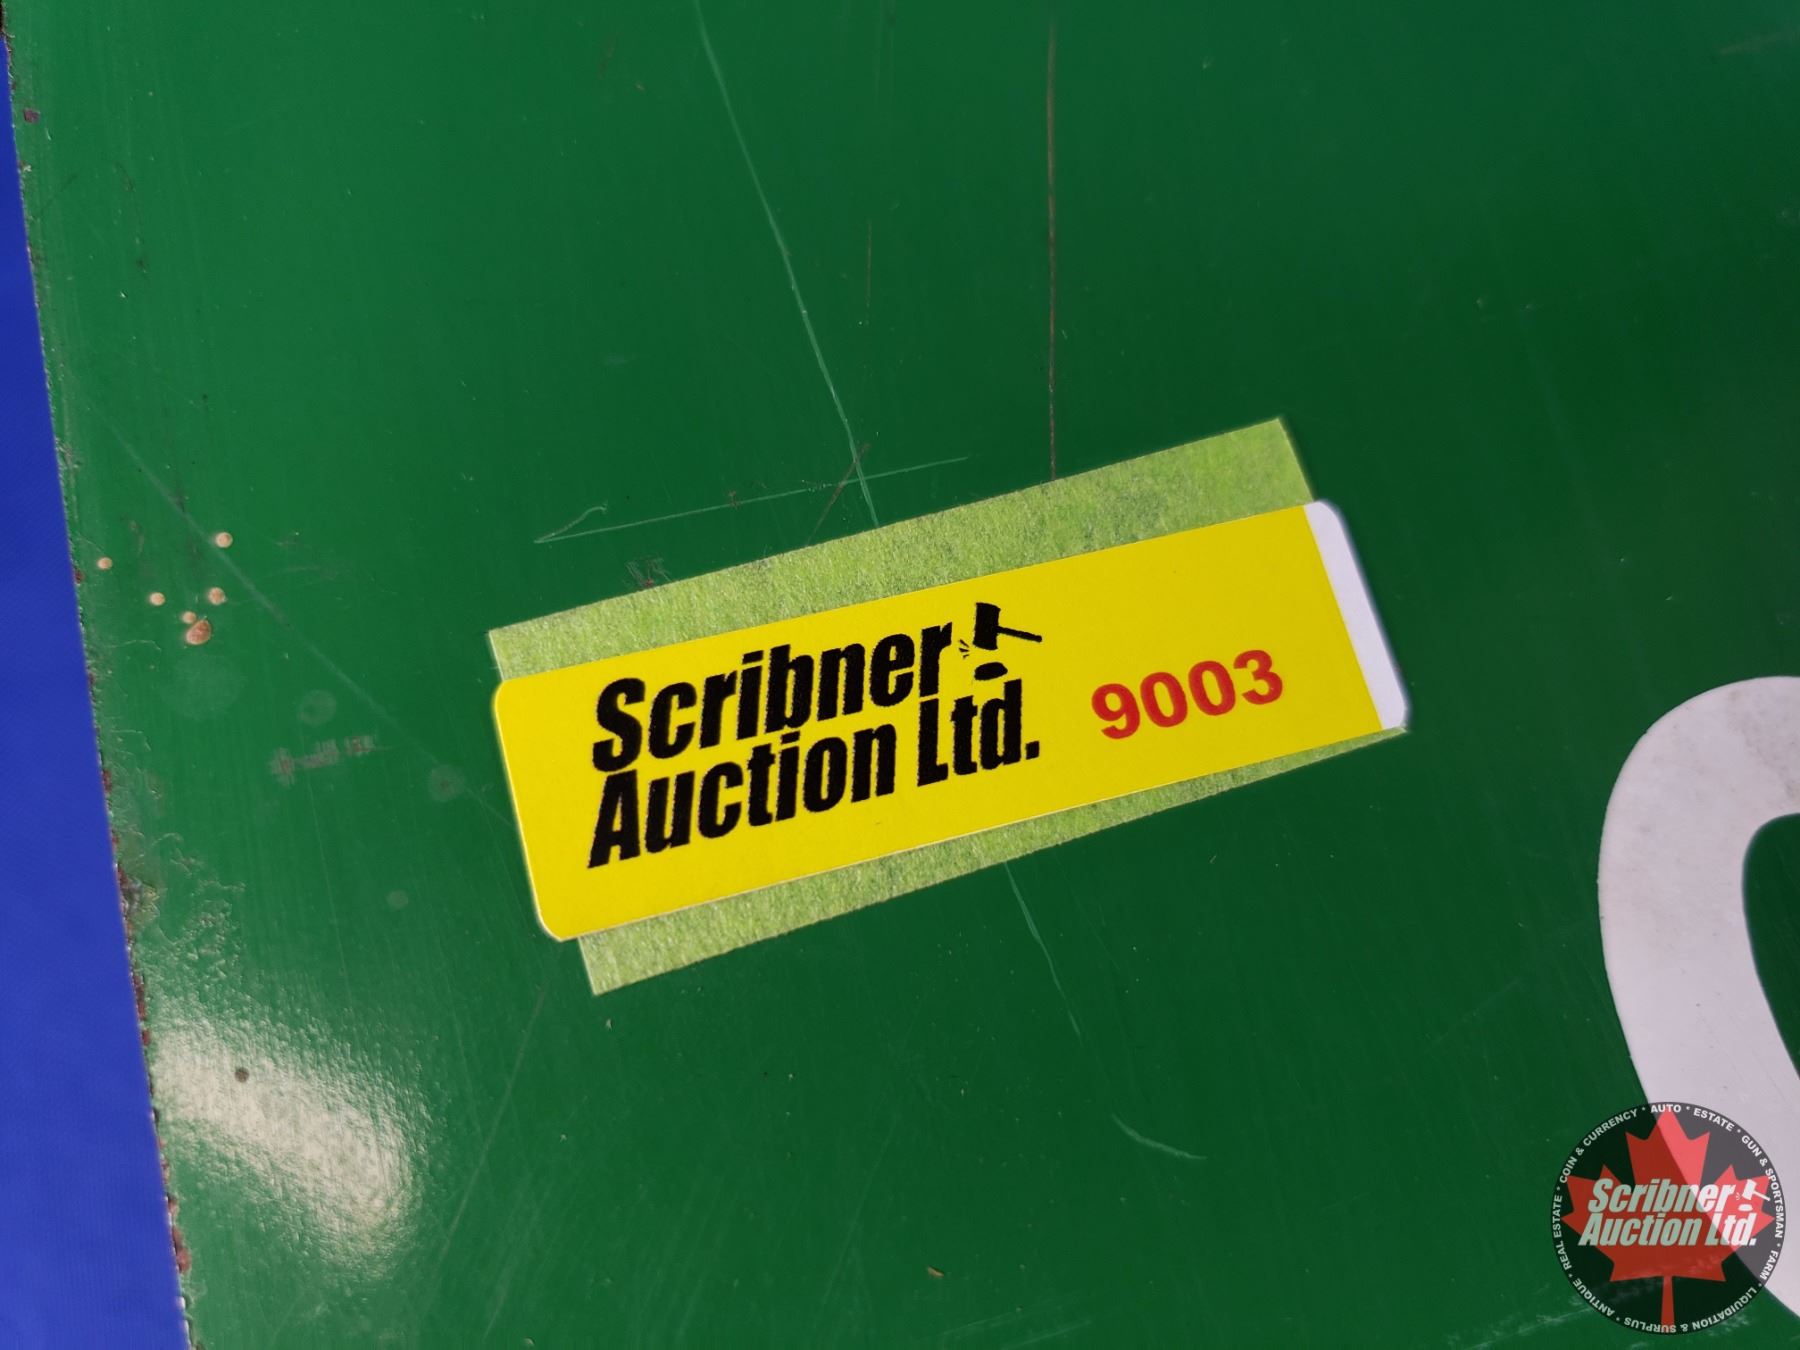 Scribner
Auction Ltd.
9003
COIN & CURRENCY * AUTO * ESTATE * GUN & SPORTSMAN * FARM * LIQUIDATION & SURPLUS * ANTIQUE * REAL ESTATE *
Scribner
Auction Ltd.